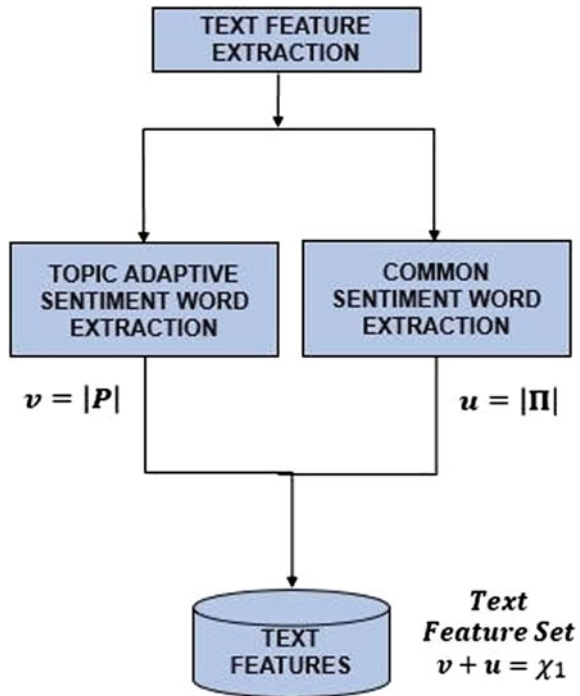 TEXT FEATURE
EXTRACTION
TOPIC ADAPTIVE
SENTIMENT WORD
EXTRACTION
COMMON
SENTIMENT WORD
EXTRACTION
v = |P|
u = |Π|
TEXT
FEATURES
Text
Feature Set
v + u = χ₁